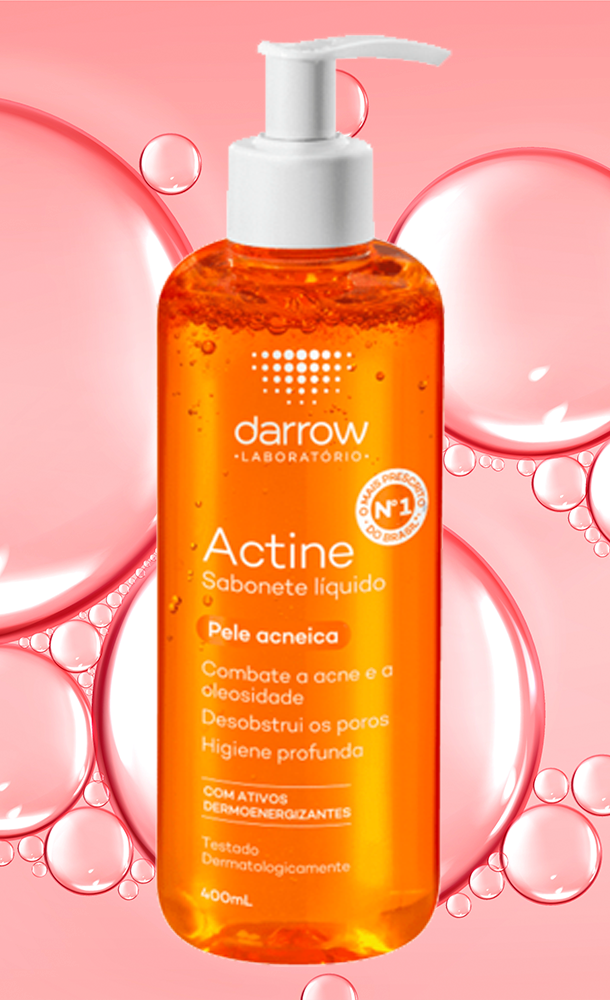 darrow
•LABORATÓRIO•
O MAIS PRESCRITO
Nº1
•DO BRASIL•
Actine
Sabonete líquido
Pele acneica
Combate a acne e a
oleosidade
Desobstrui os poros
Higiene profunda
COM ATIVOS
DERMOENERGIZANTES
Testado
Dermatologicamente
400mL